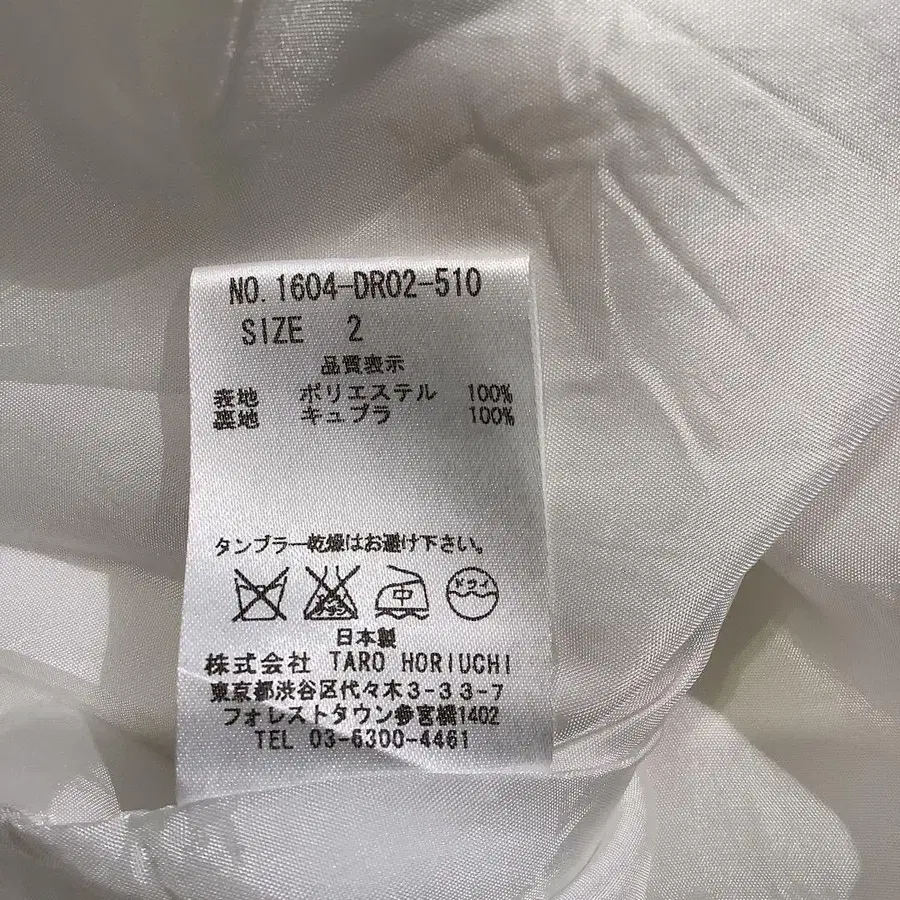 NO. 1604-DR02-510
SIZE 2
品質表示
表地 ポリエステル 100%
裏地 キュプラ 100%
タンブラー乾燥はお避け下さい。
中 ドライ
日本製
株式会社 TARO HORIUCHI
東京都渋谷区代々木3-33-7
フォレストタウン参宮橋1402
TEL 03-6300-4461